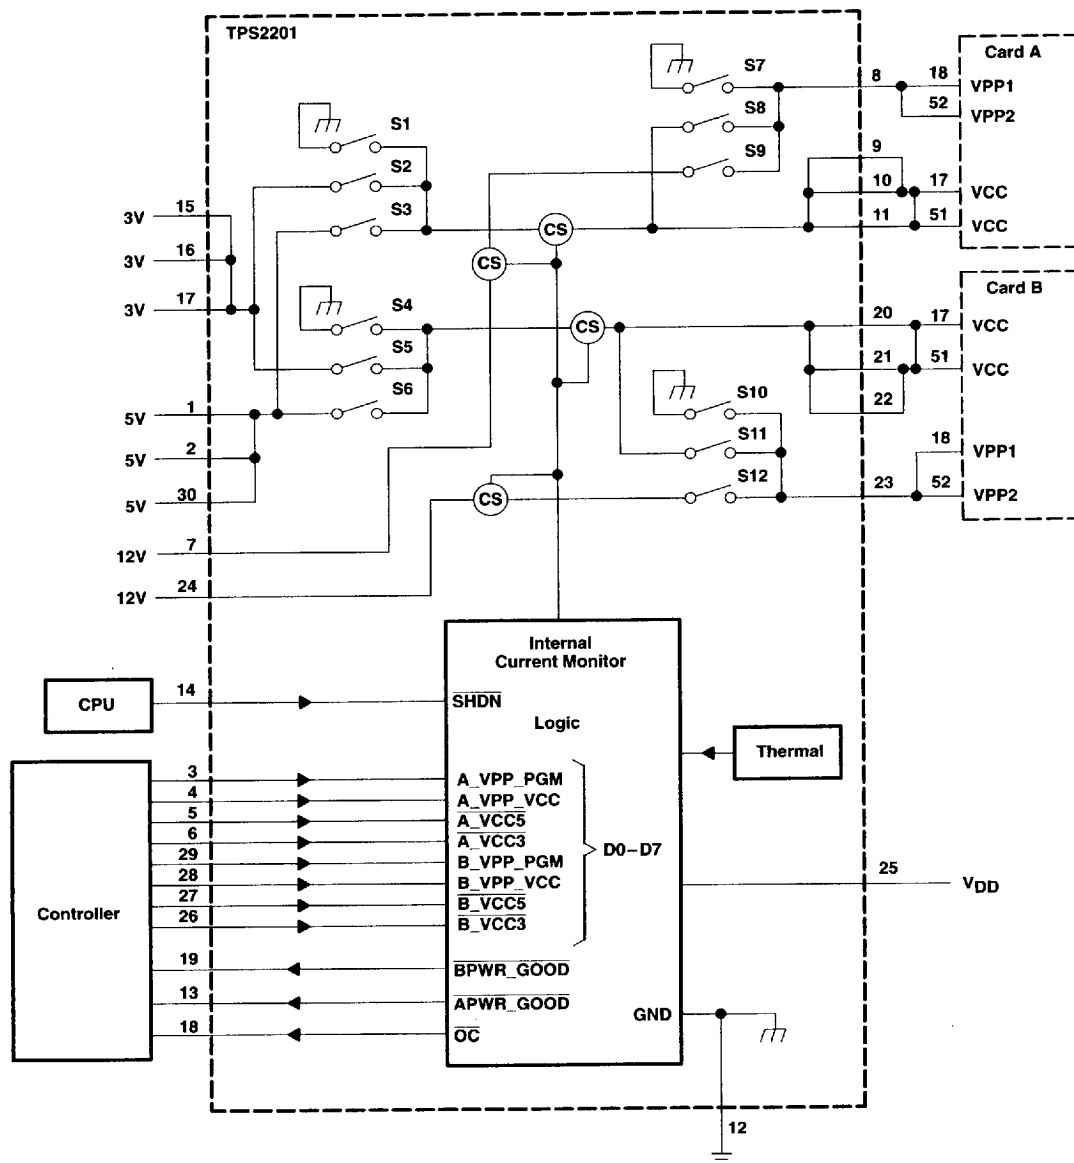 TPS2201
Card A
S7
8
18
VPP1
52
VPP2
S8
S1
9
S9
S2
10
17
VCC
15
S3
11
51
VCC
3V
CS
16
3V
CS
Card B
17
3V
S4
20
17
VCC
CS
S5
21
51
VCC
S6
S10
22
1
5V
S11
18
VPP1
2
5V
S12
23
52
VPP2
30
5V
CS
7
12V
24
12V
Internal
Current Monitor
14
CPU
SHDN
Logic
Thermal
3
A_VPP_PGM
4
A_VPP_VCC
5
A_VCC5
6
A_VCC3
D0–D7
29
B_VPP_PGM
25
VDD
28
B_VPP_VCC
27
B_VCC5
Controller
26
B_VCC3
19
BPWR_GOOD
13
APWR_GOOD
GND
18
OC
12